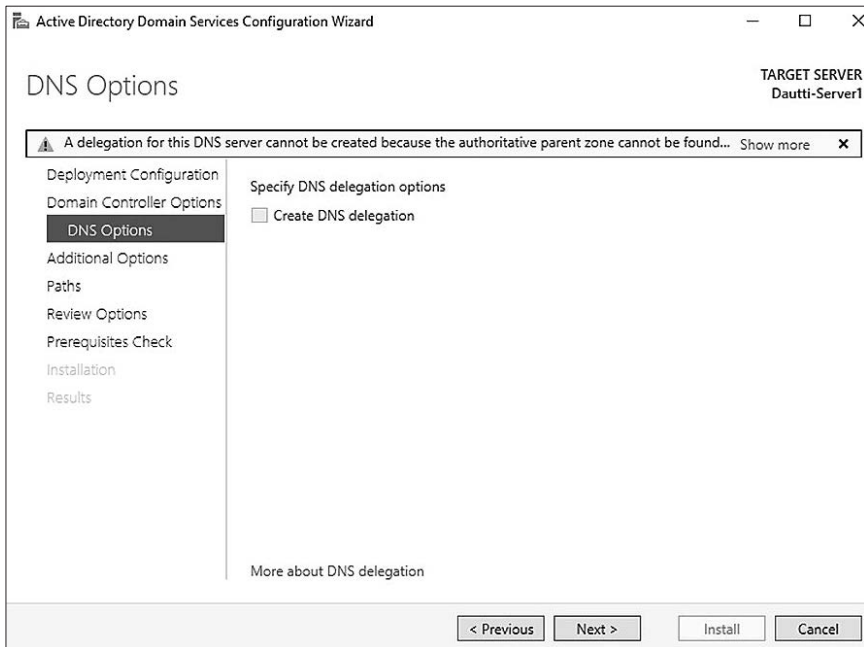 Active Directory Domain Services Configuration Wizard
DNS Options
TARGET SERVER
Dautti-Server1
A delegation for this DNS server cannot be created because the authoritative parent zone cannot be found... Show more
Deployment Configuration
Domain Controller Options
DNS Options
Additional Options
Paths
Review Options
Prerequisites Check
Installation
Results
Specify DNS delegation options
Create DNS delegation
More about DNS delegation
< Previous
Next >
Install
Cancel